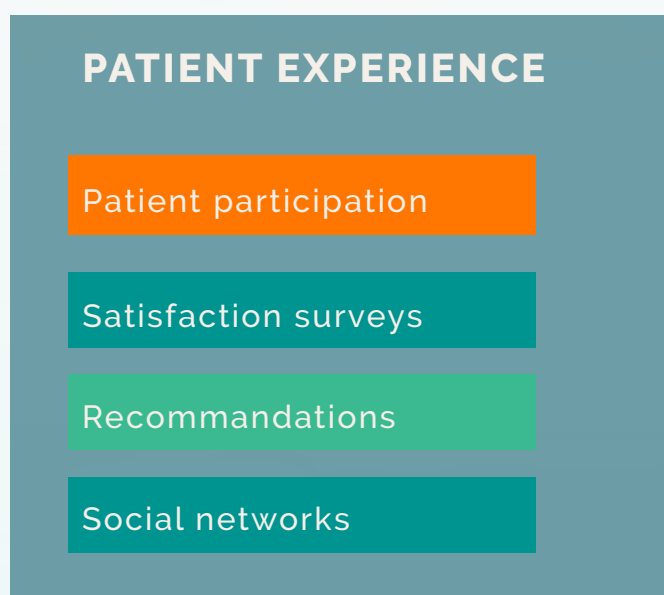 PATIENT EXPERIENCE
Patient participation
Satisfaction surveys
Recommandations
Social networks